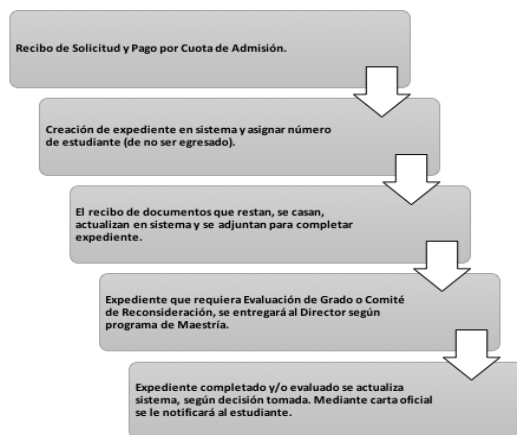 Recibo de Solicitud y Pago por Cuota de Admisión.
Creación de expediente en sistema y asignar número
de estudiante (de no ser egresado).
El recibo de documentos que restan, se casan,
actualizan en sistema y se adjuntan para completar
expediente.
Expediente que requiera Evaluación de Grado o Comité
de Reconsideración, se entregará al Director según
programa de Maestría.
Expediente completado y/o evaluado se actualiza
sistema, según decisión tomada. Mediante carta oficial
se le notificará al estudiante.